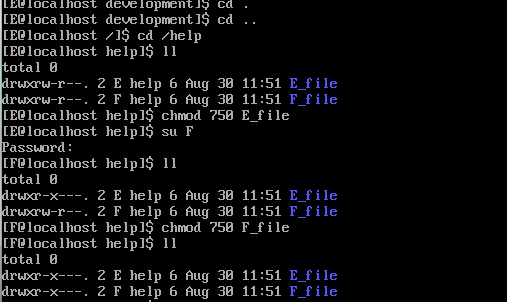 [E@localhost development]$ cd .
[E@localhost development]$ cd ..
[E@localhost /]$ cd /help
[E@localhost help]$ ll
total 0
drwxrw-r--. 2 E help 6 Aug 30 11:51 E_file
drwxrw-r--. 2 F help 6 Aug 30 11:51 F_file
[E@localhost help]$ chmod 750 E_file
[E@localhost help]$ su F
Password:
[F@localhost help]$ ll
total 0
drwxr-x---. 2 E help 6 Aug 30 11:51 E_file
drwxrw-r--. 2 F help 6 Aug 30 11:51 F_file
[F@localhost help]$ chmod 750 F_file
[F@localhost help]$ ll
total 0
drwxr-x---. 2 E help 6 Aug 30 11:51 E_file
drwxr-x---. 2 F help 6 Aug 30 11:51 F_file